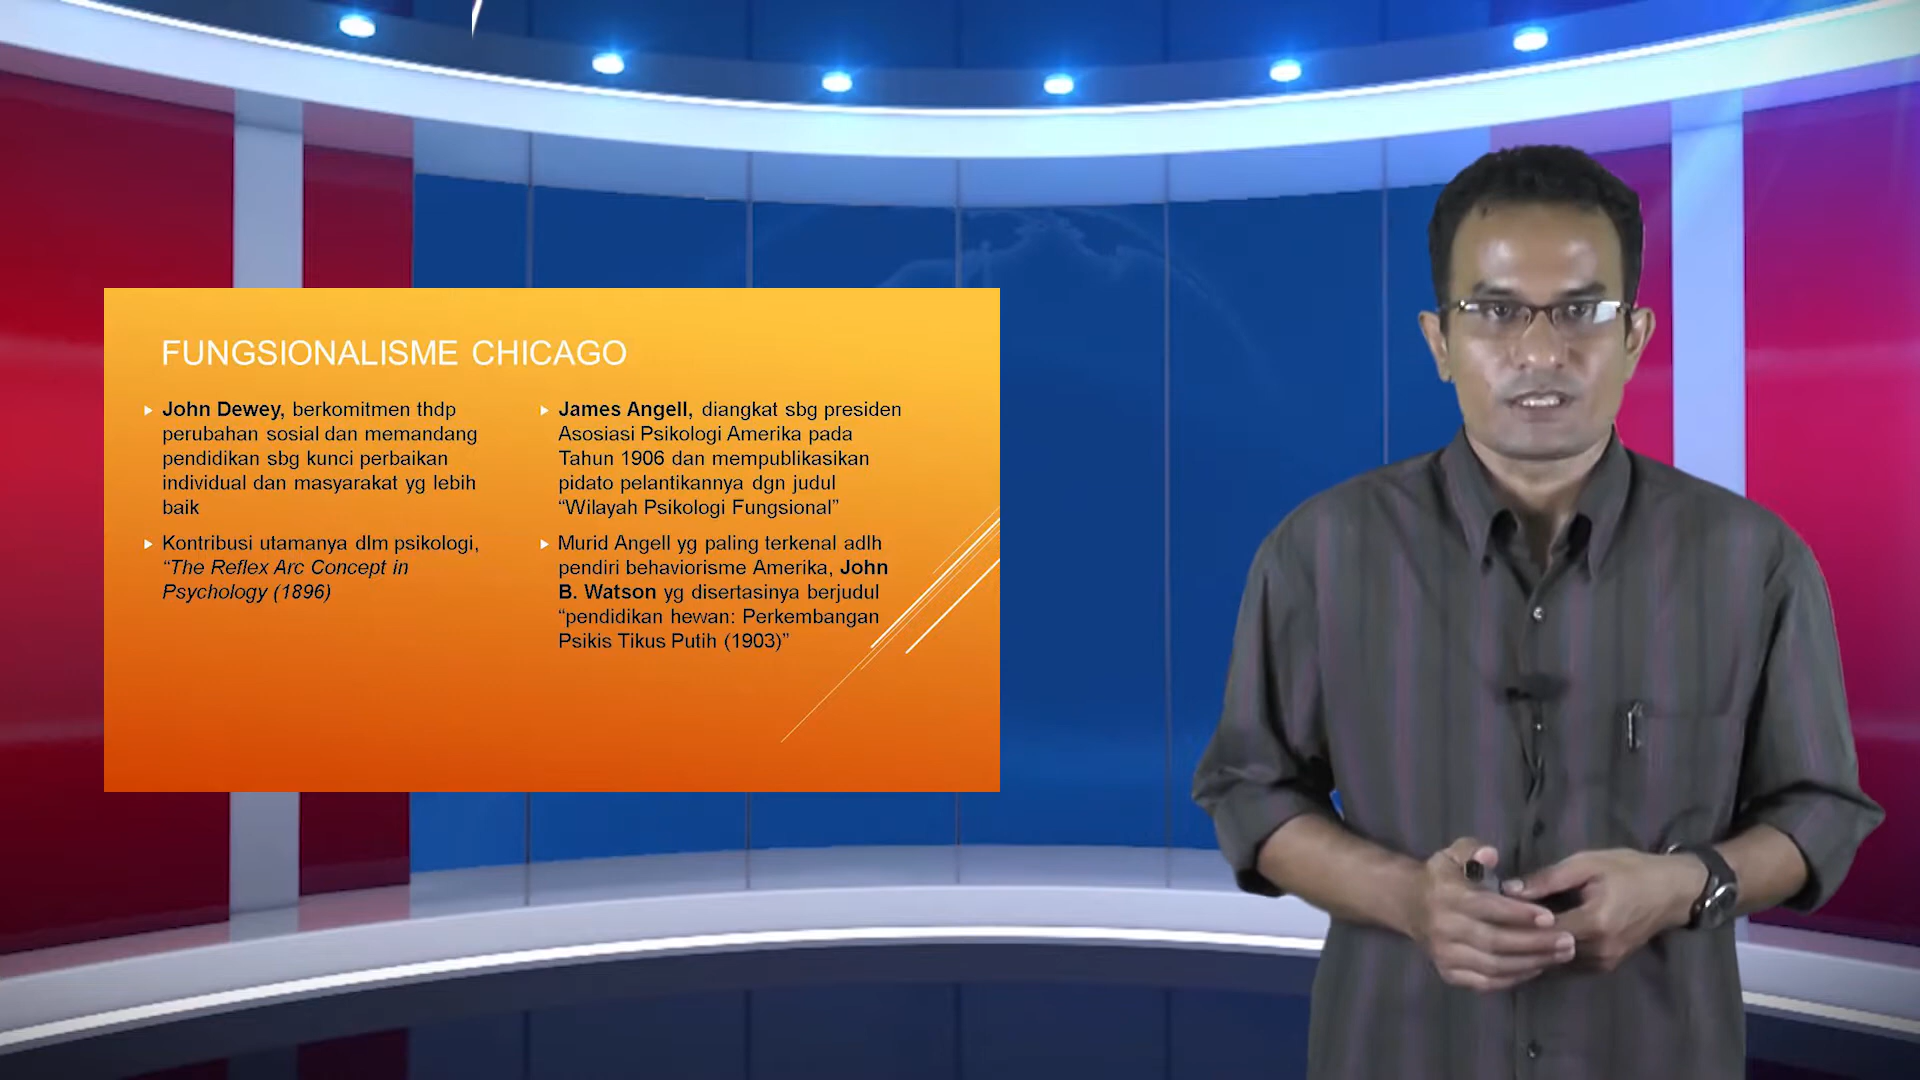 FUNGSIONALISME CHICAGO
John Dewey, berkomitmen thdp
perubahan sosial dan memandang
pendidikan sbg kunci perbaikan
individual dan masyarakat yg lebih
baik
Kontribusi utamanya dlm psikologi,
“The Reflex Arc Concept in
Psychology (1896)
James Angell, diangkat sbg presiden
Asosiasi Psikologi Amerika pada
Tahun 1906 dan mempublikasikan
pidato pelantikannya dgn judul
“Wilayah Psikologi Fungsional”
Murid Angell yg paling terkenal adlh
pendiri behaviorisme Amerika, John
B. Watson yg disertasinya berjudul
“pendidikan hewan: Perkembangan
Psikis Tikus Putih (1903)”